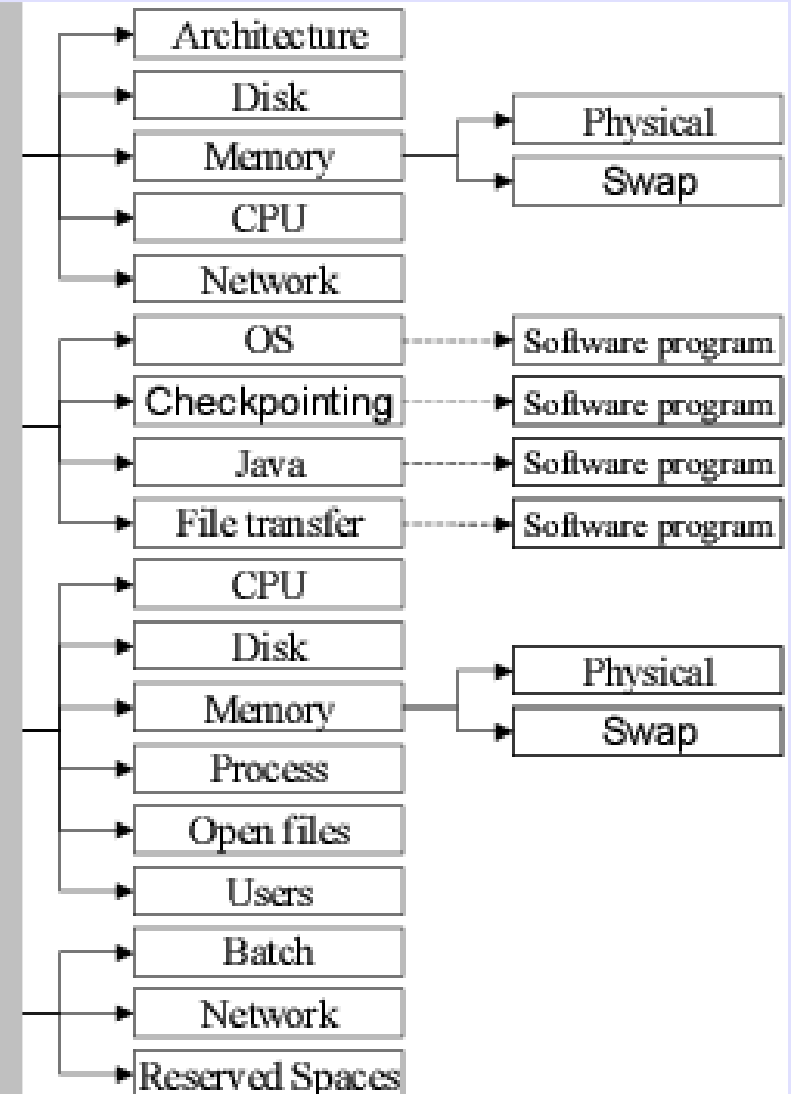 Architecture
Disk
Memory
Physical
Swap
CPU
Network
OS
Software program
Checkpointing
Software program
Java
Software program
File transfer
Software program
CPU
Disk
Memory
Physical
Swap
Process
Open files
Users
Batch
Network
Reserved Spaces